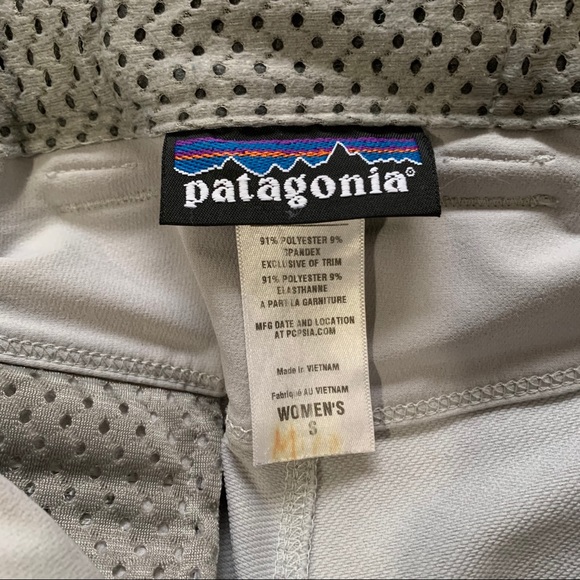 patagonia®
91% POLYESTER 9%
SPANDEX
EXCLUSIVE OF TRIM
91% POLYESTER 9%
ELASTHANNE
A PART LA GARNITURE
MFG DATE AND LOCATION
AT PCPSIA.COM
Made in VIETNAM
Fabriqué AU VIETNAM
WOMEN'S
S